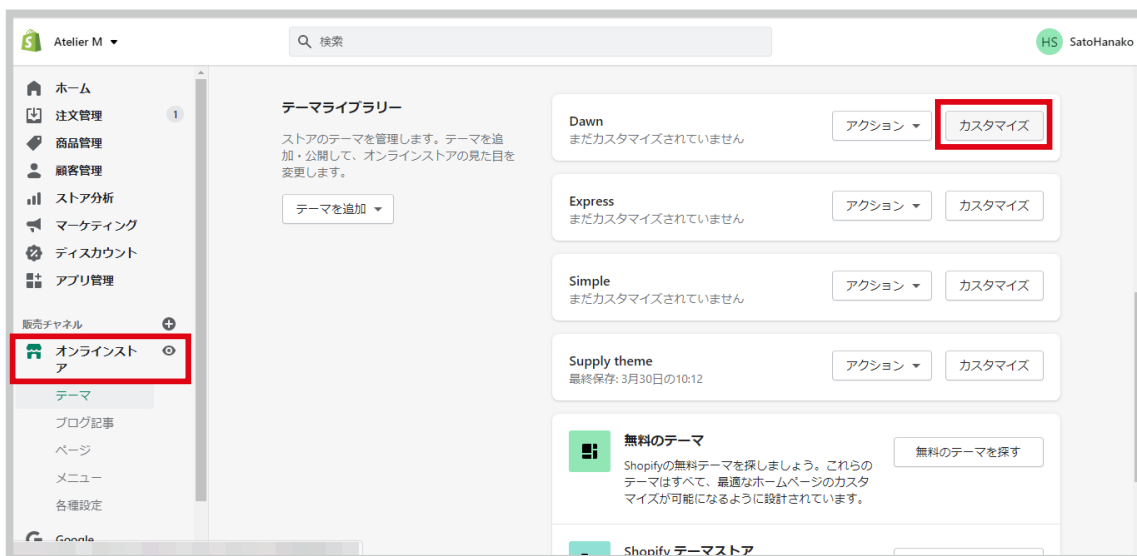 Atelier M
検索
HS SatoHanako
ホーム
注文管理 1
商品管理
顧客管理
ストア分析
マーケティング
ディスカウント
アプリ管理
販売チャネル
オンラインスト
ア
テーマ
ブログ記事
ページ
メニュー
各種設定
Google
テーマライブラリー
ストアのテーマを管理します。テーマを追
加・公開して、オンラインストアの見た目を
変更します。
テーマを追加
Dawn
まだカスタマイズされていません
アクション カスタマイズ
Express
まだカスタマイズされていません
アクション カスタマイズ
Simple
まだカスタマイズされていません
アクション カスタマイズ
Supply theme
最終保存: 3月30日の10:12
アクション カスタマイズ
無料のテーマ
Shopifyの無料テーマを探しましょう。これらの
テーマはすべて、最適なホームページのカスタ
マイズが可能になるように設計されています。
無料のテーマを探す
Shopify テーマストア